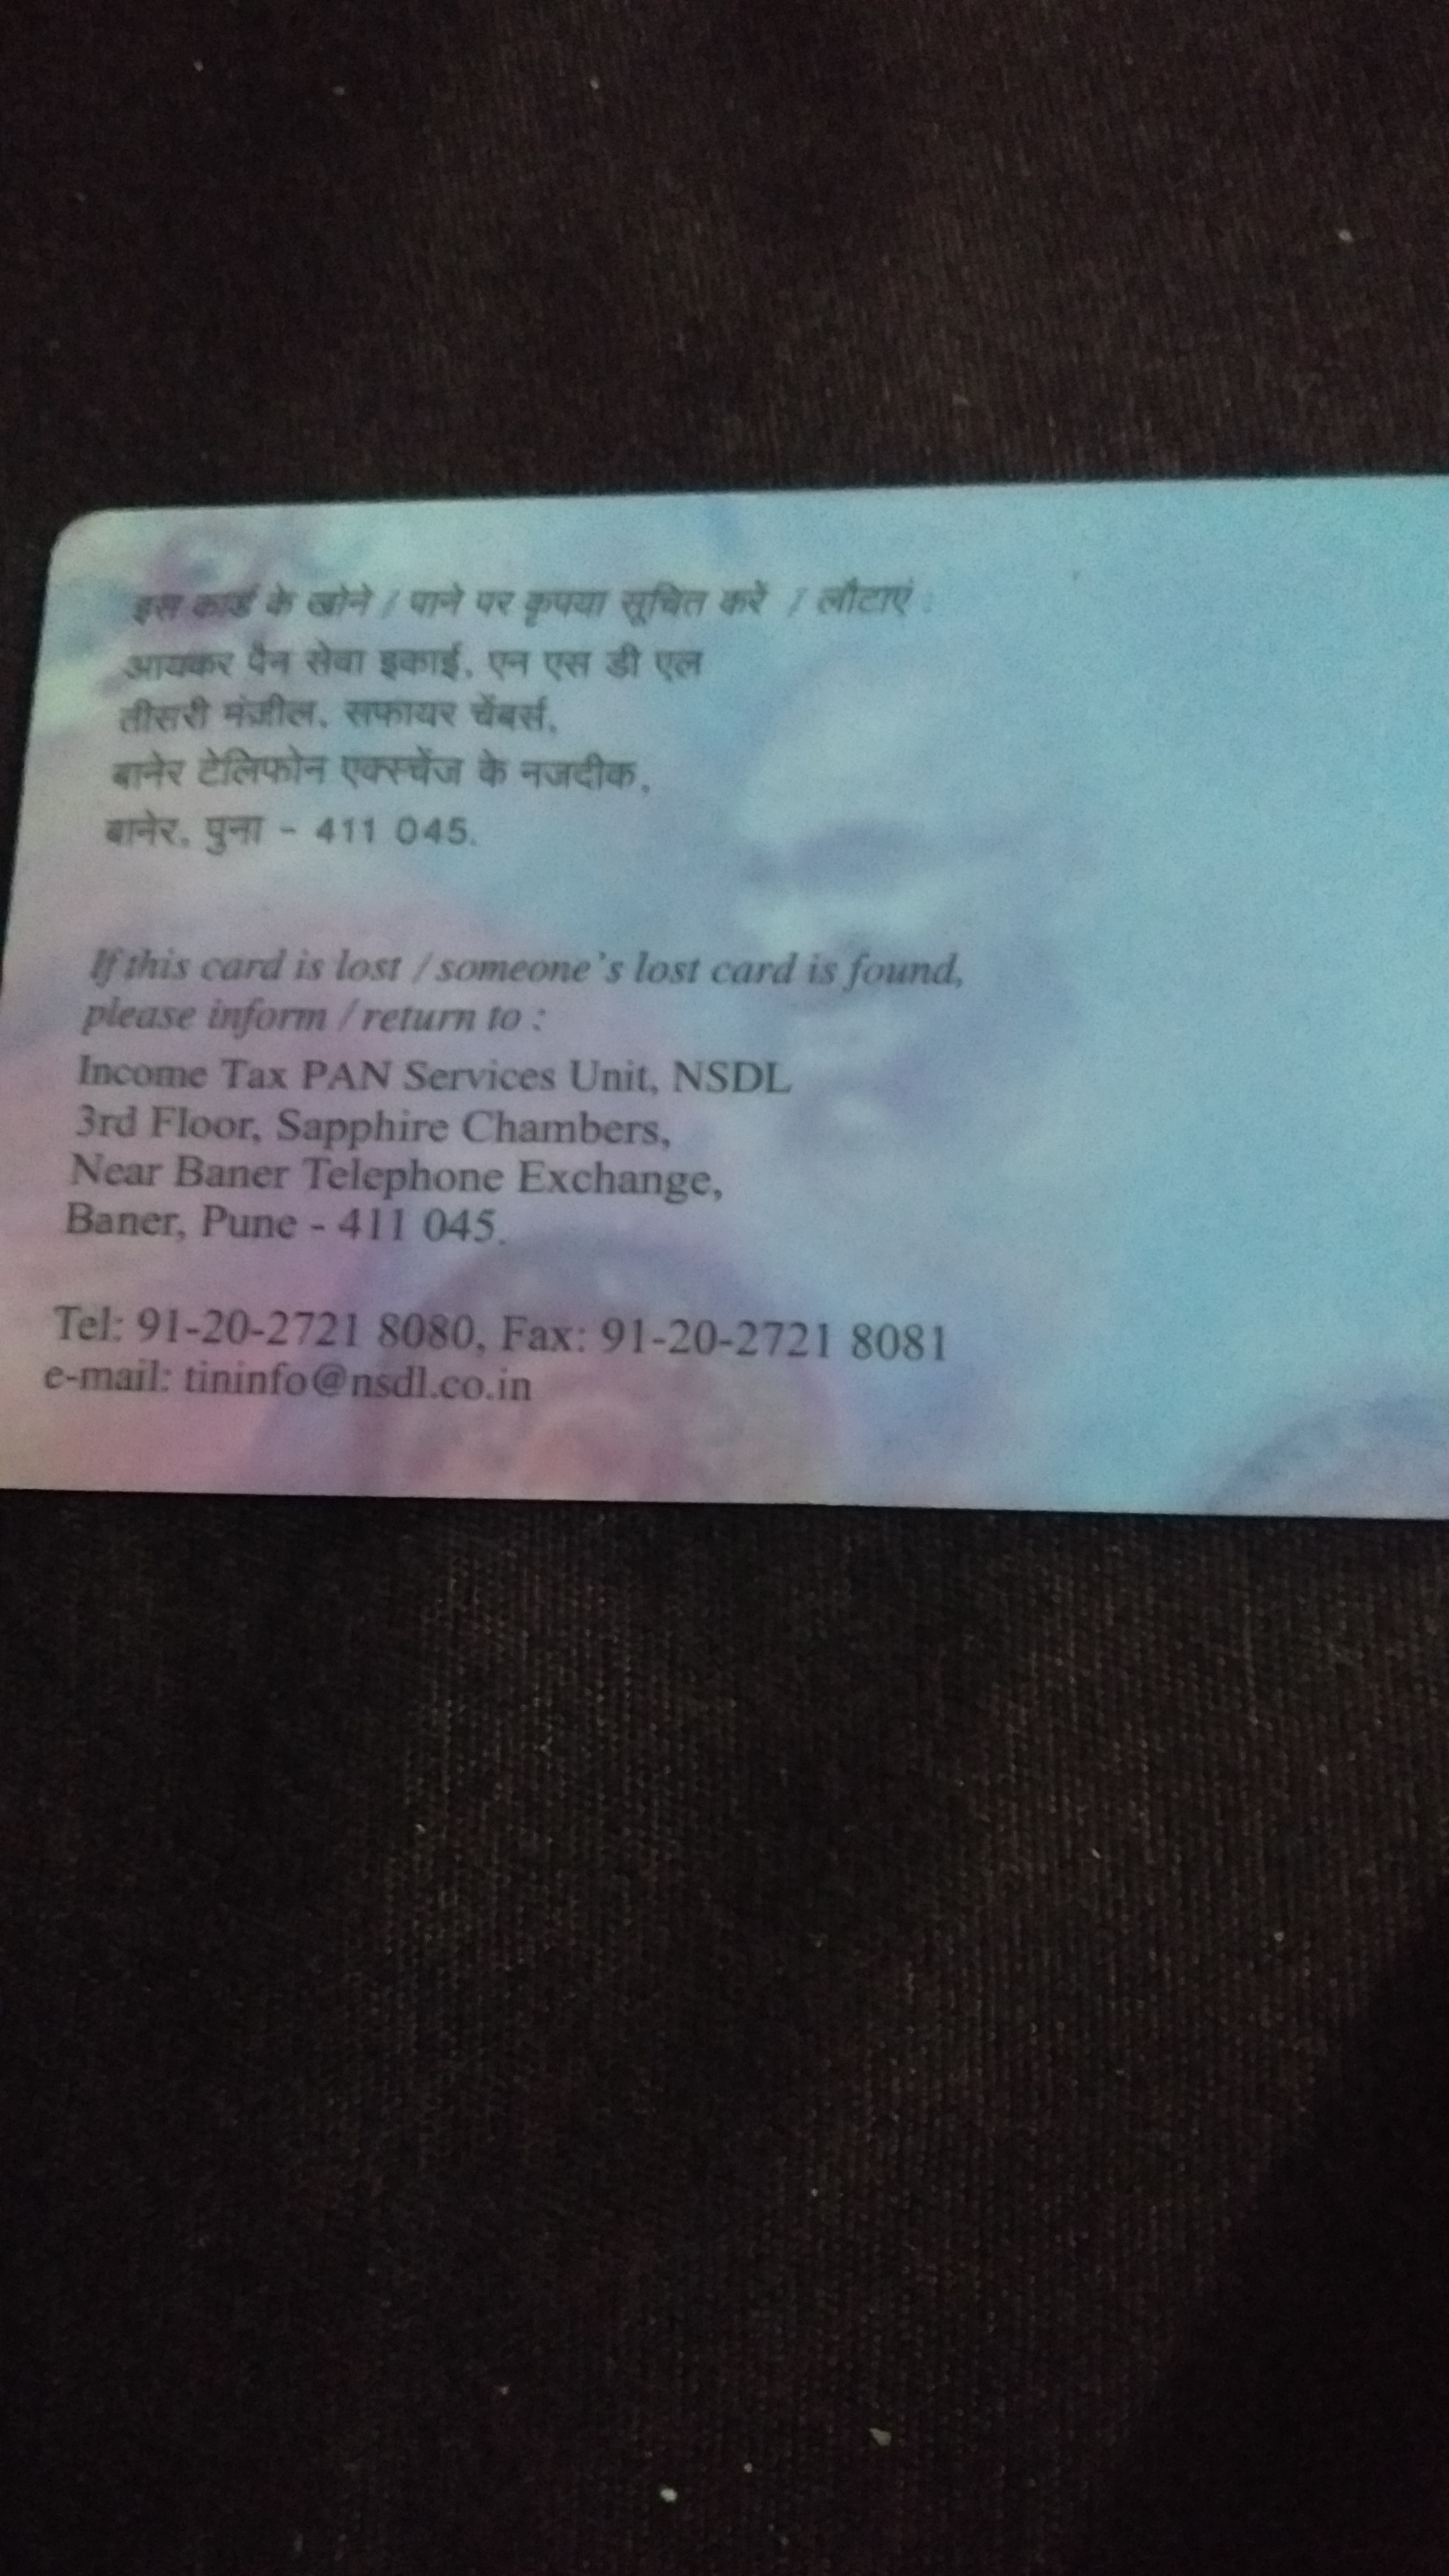 इस कार्ड के खोने / पाने पर कृपया सूचित करें / लौटाएं :
आयकर पैन सेवा इकाई, एन एस डी एल
तीसरी मंजील, सफायर चेंबर्स,
बानेर टेलिफोन एक्स्चेंज के नजदीक,
बानेर, पुना - 411 045.
If this card is lost / someone's lost card is found,
please inform / return to :
Income Tax PAN Services Unit, NSDL
3rd Floor, Sapphire Chambers,
Near Baner Telephone Exchange,
Baner, Pune - 411 045.
Tel: 91-20-2721 8080, Fax: 91-20-2721 8081
e-mail: tininfo@nsdl.co.in